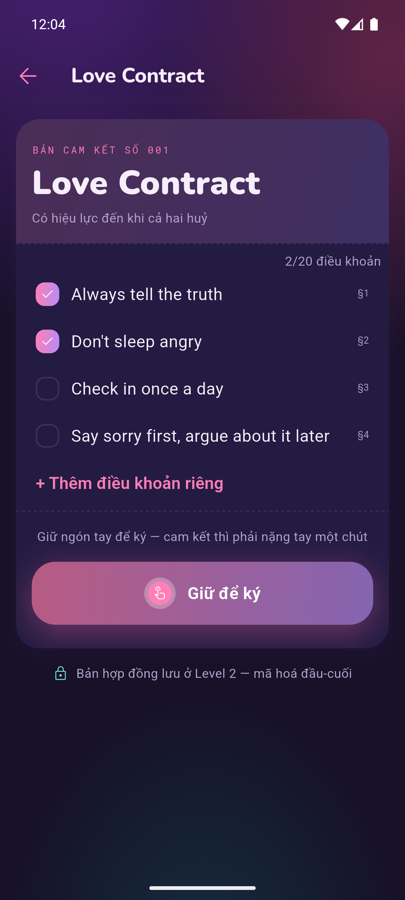 12:04
Love Contract
BẢN CAM KẾT SỐ 001
Love Contract
Có hiệu lực đến khi cả hai huỷ
2/20 điều khoản
Always tell the truth §1
Don't sleep angry §2
Check in once a day §3
Say sorry first, argue about it later §4
+ Thêm điều khoản riêng
Giữ ngón tay để ký — cam kết thì phải nặng tay một chút
Giữ để ký
Bản hợp đồng lưu ở Level 2 — mã hoá đầu-cuối